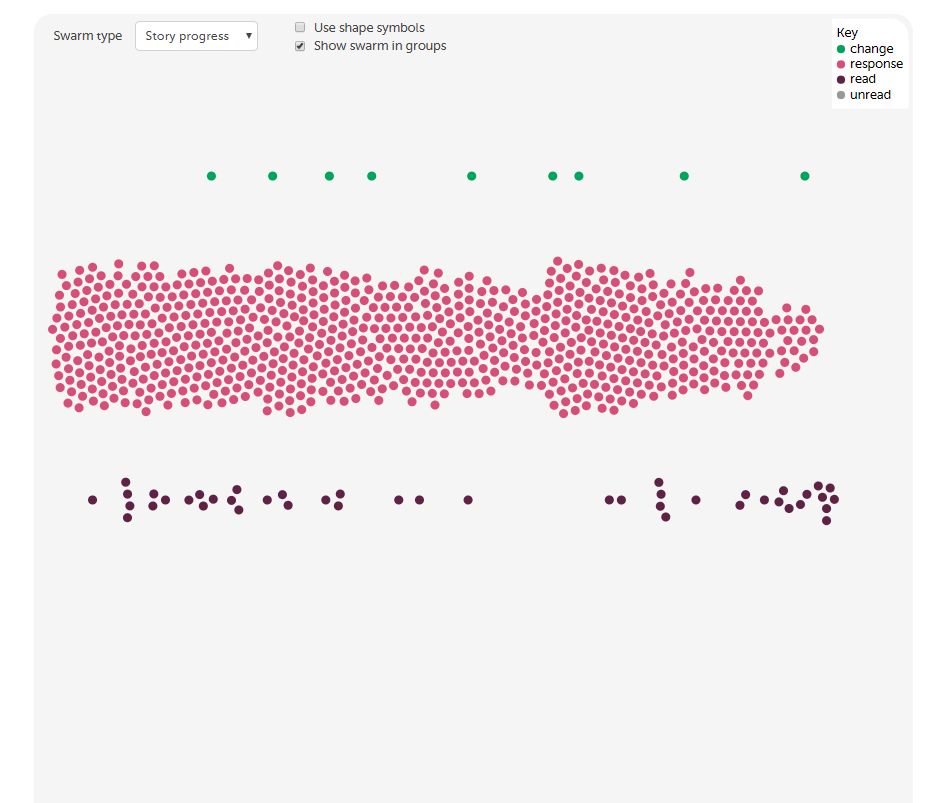 Swarm type
Story progress
Use shape symbols
Show swarm in groups
Key
change
response
read
unread